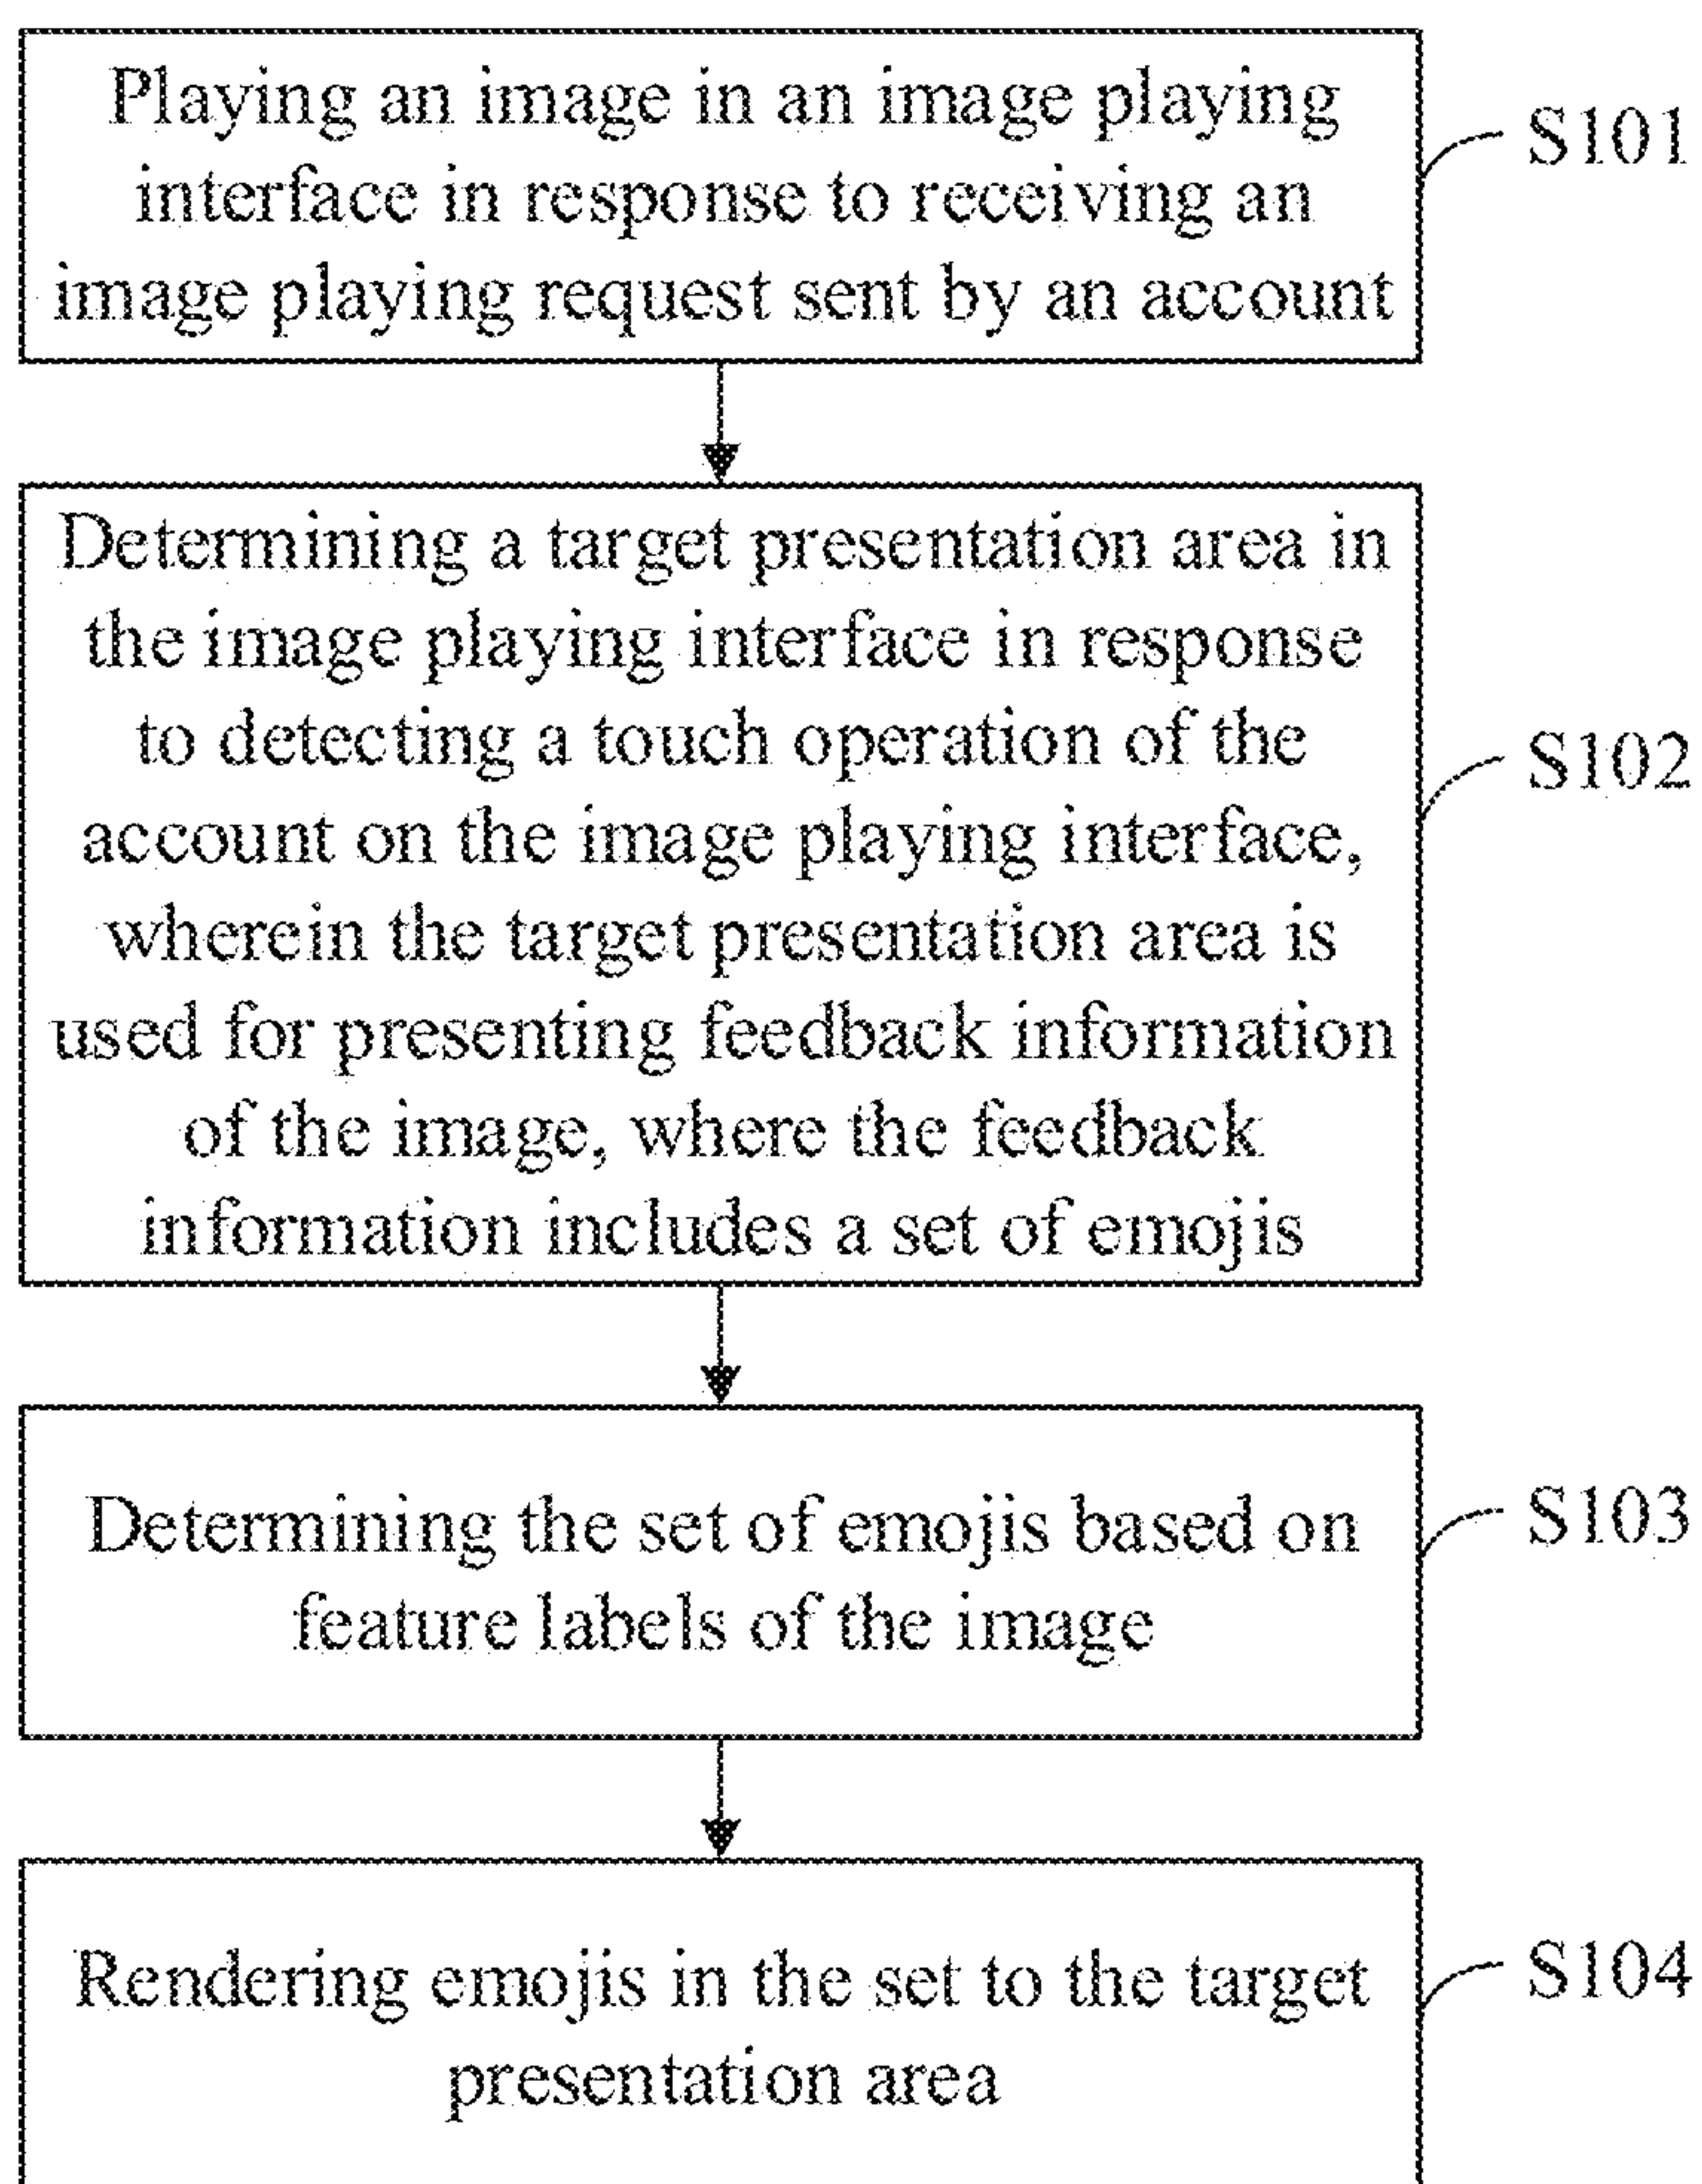 Playing an image in an image playing
interface in response to receiving an
image playing request sent by an account
S101
Determining a target presentation area in
the image playing interface in response
to detecting a touch operation of the
account on the image playing interface,
wherein the target presentation area is
used for presenting feedback information
of the image, where the feedback
information includes a set of emojis
S102
Determining the set of emojis based on
feature labels of the image
S103
Rendering emojis in the set to the target
presentation area
S104